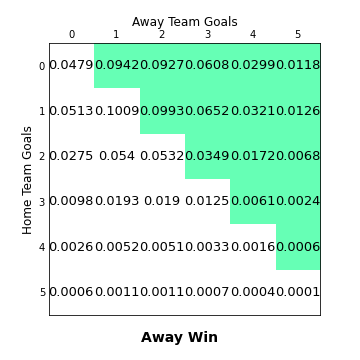 Away Team Goals
0 1 2 3 4 5
Home Team Goals
0 0.0479 0.0942 0.0927 0.0608 0.0299 0.0118
1 0.0513 0.1009 0.0993 0.0652 0.0321 0.0126
2 0.0275 0.054 0.0532 0.0349 0.0172 0.0068
3 0.0098 0.0193 0.019 0.0125 0.0061 0.0024
4 0.0026 0.0052 0.0051 0.0033 0.0016 0.0006
5 0.0006 0.0011 0.0011 0.0007 0.0004 0.0001
Away Win